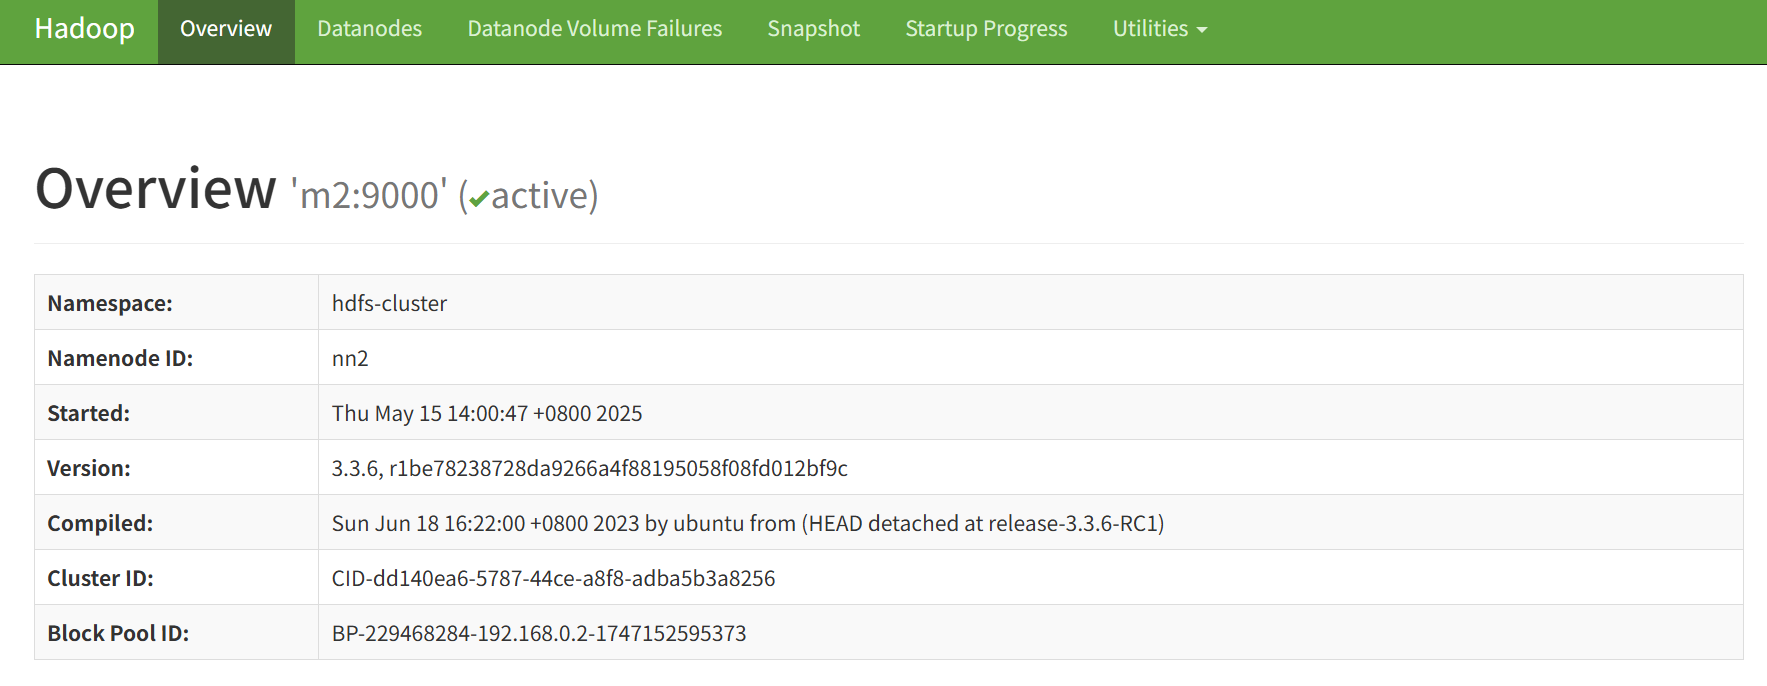 Hadoop Overview Datanodes Datanode Volume Failures Snapshot Startup Progress Utilities
Overview 'm2:9000' (✔active)
Namespace: hdfs-cluster
Namenode ID: nn2
Started: Thu May 15 14:00:47 +0800 2025
Version: 3.3.6, r1be78238728da9266a4f88195058f08fd012bf9c
Compiled: Sun Jun 18 16:22:00 +0800 2023 by ubuntu from (HEAD detached at release-3.3.6-RC1)
Cluster ID: CID-dd140ea6-5787-44ce-a8f8-adba5b3a8256
Block Pool ID: BP-229468284-192.168.0.2-1747152595373